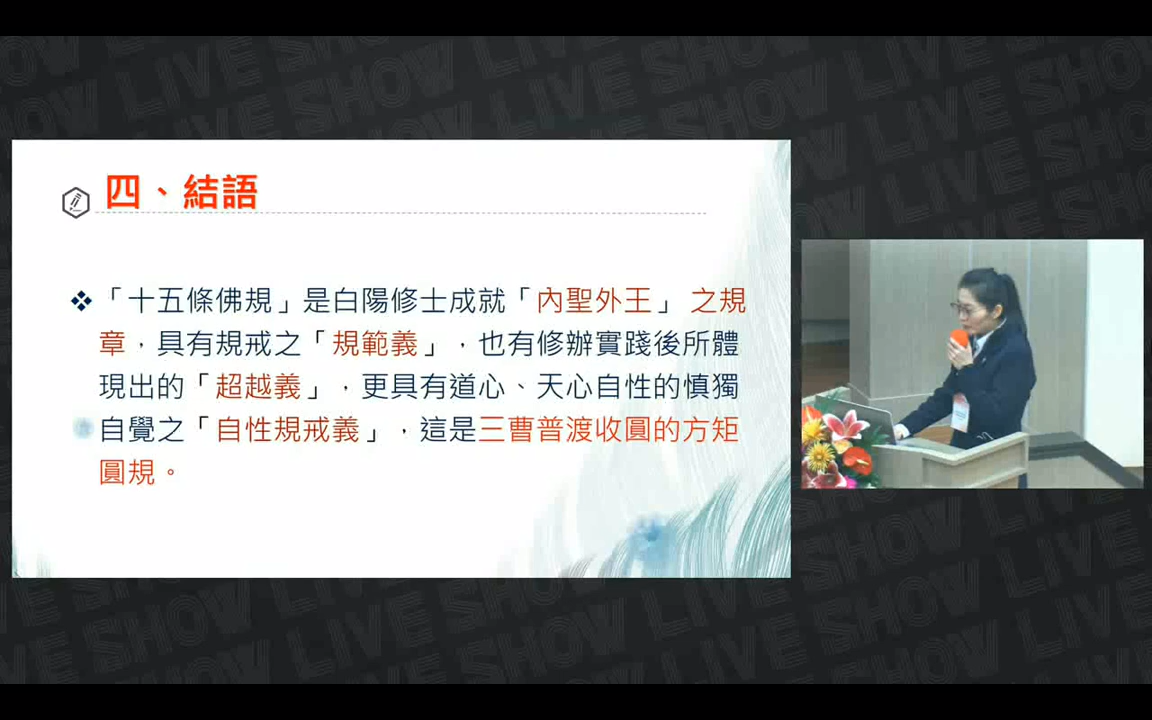 四、結語
「十五條佛規」是白陽修士成就「內聖外王」 之規
章，具有規戒之「規範義」，也有修辦實踐後所體
現出的「超越義」，更具有道心、天心自性的慎獨
自覺之「自性規戒義」，這是三曹普渡收圓的方矩
圓規。
LIVE SHOW